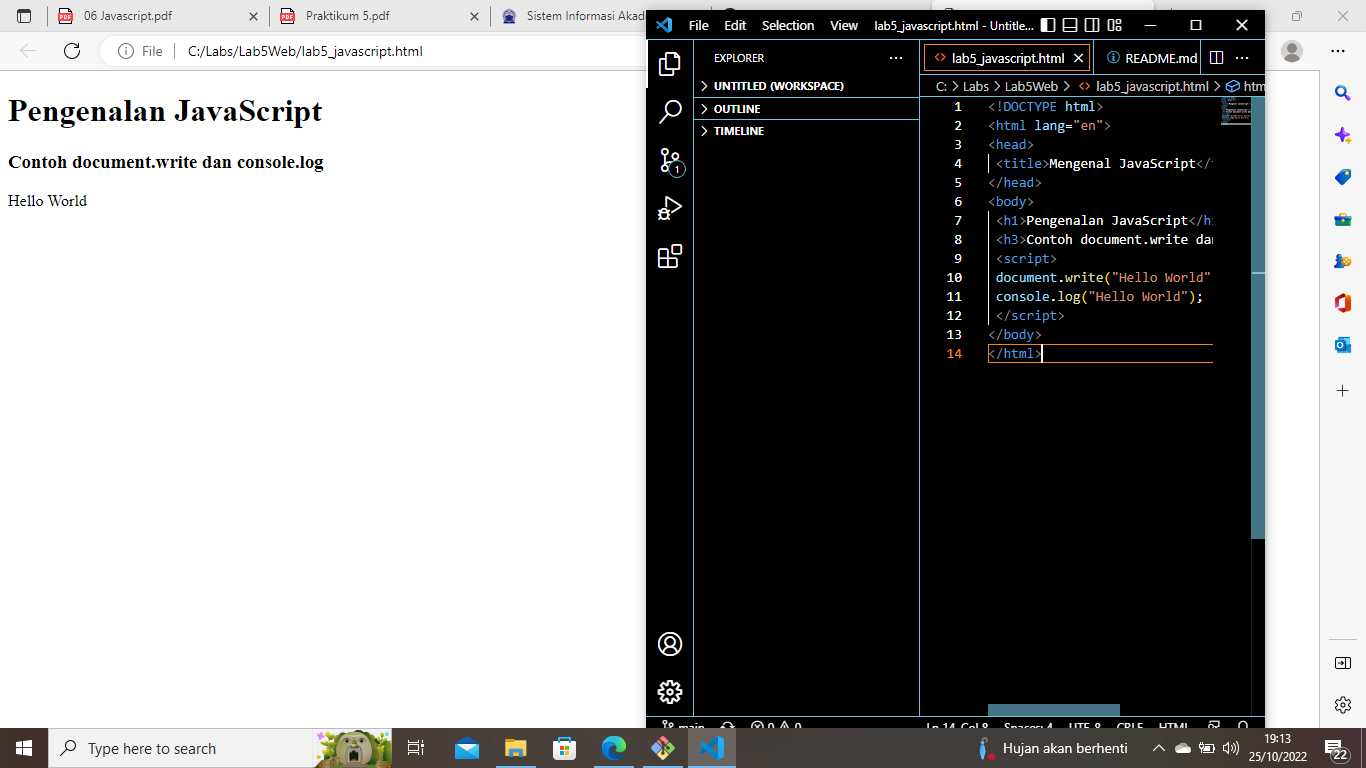 06 Javascript.pdf
Praktikum 5.pdf
Sistem Informasi Akad
File
C:/Labs/Lab5Web/lab5_javascript.html
Pengenalan JavaScript
Contoh document.write dan console.log
Hello World
File Edit Selection View lab5_javascript.html - Untitle...
EXPLORER
UNTITLED (WORKSPACE)
OUTLINE
TIMELINE
1
lab5_javascript.html
README.md
C: > Labs > Lab5Web > lab5_javascript.html > htm
1 <!DOCTYPE html>
2 <html lang="en">
3 <head>
4 <title>Mengenal JavaScript</
5 </head>
6 <body>
7 <h1>Pengenalan JavaScript</h
8 <h3>Contoh document.write dan
9 <script>
10 document.write("Hello World"
11 console.log("Hello World");
12 </script>
13 </body>
14 </html>
main 0 0 Ln 14, Col 8 Spaces: 4 UTF-8 CRLF HTML
Type here to search
Hujan akan berhenti
19:13
25/10/2022
22